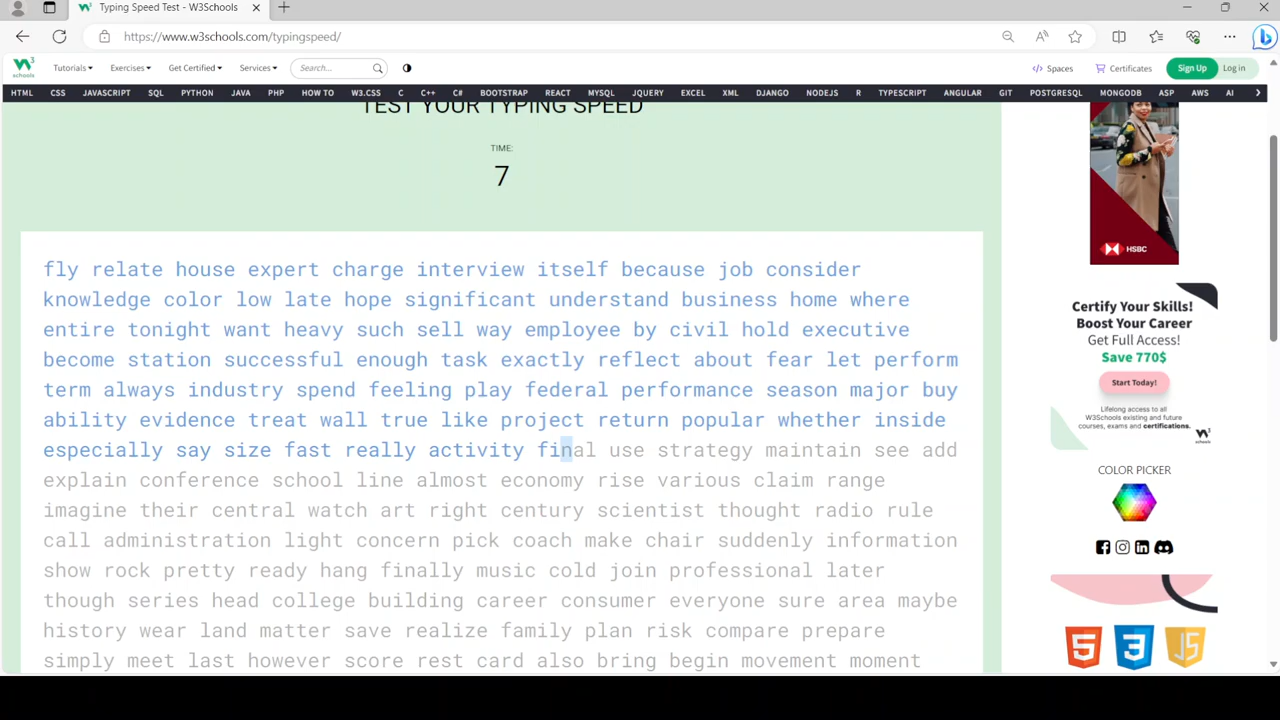 Typing Speed Test - W3Schools
https://www.w3schools.com/typingspeed/
W3 schools
Tutorials Exercises Get Certified Services Search... Spaces Certificates Sign Up Log in
HTML CSS JAVASCRIPT SQL PYTHON JAVA PHP HOW TO W3.CSS C C++ C# BOOTSTRAP REACT MYSQL JQUERY EXCEL XML DJANGO NODEJS R TYPESCRIPT ANGULAR GIT POSTGRESQL MONGODB ASP AWS AI
TEST YOUR TYPING SPEED
TIME:
7
fly relate house expert charge interview itself because job consider
knowledge color low late hope significant understand business home where
entire tonight want heavy such sell way employee by civil hold executive
become station successful enough task exactly reflect about fear let perform
term always industry spend feeling play federal performance season major buy
ability evidence treat wall true like project return popular whether inside
especially say size fast really activity final use strategy maintain see add
explain conference school line almost economy rise various claim range
imagine their central watch art right century scientist thought radio rule
call administration light concern pick coach make chair suddenly information
show rock pretty ready hang finally music cold join professional later
though series head college building career consumer everyone sure area maybe
history wear land matter save realize family plan risk compare prepare
simply meet last however score rest card also bring begin movement moment
HSBC
Certify Your Skills!
Boost Your Career
Get Full Access!
Save 770$
Start Today!
Lifelong access to all
W3Schools existing and future
courses, exams and certifications.
W3 schools
COLOR PICKER
5 3 JS